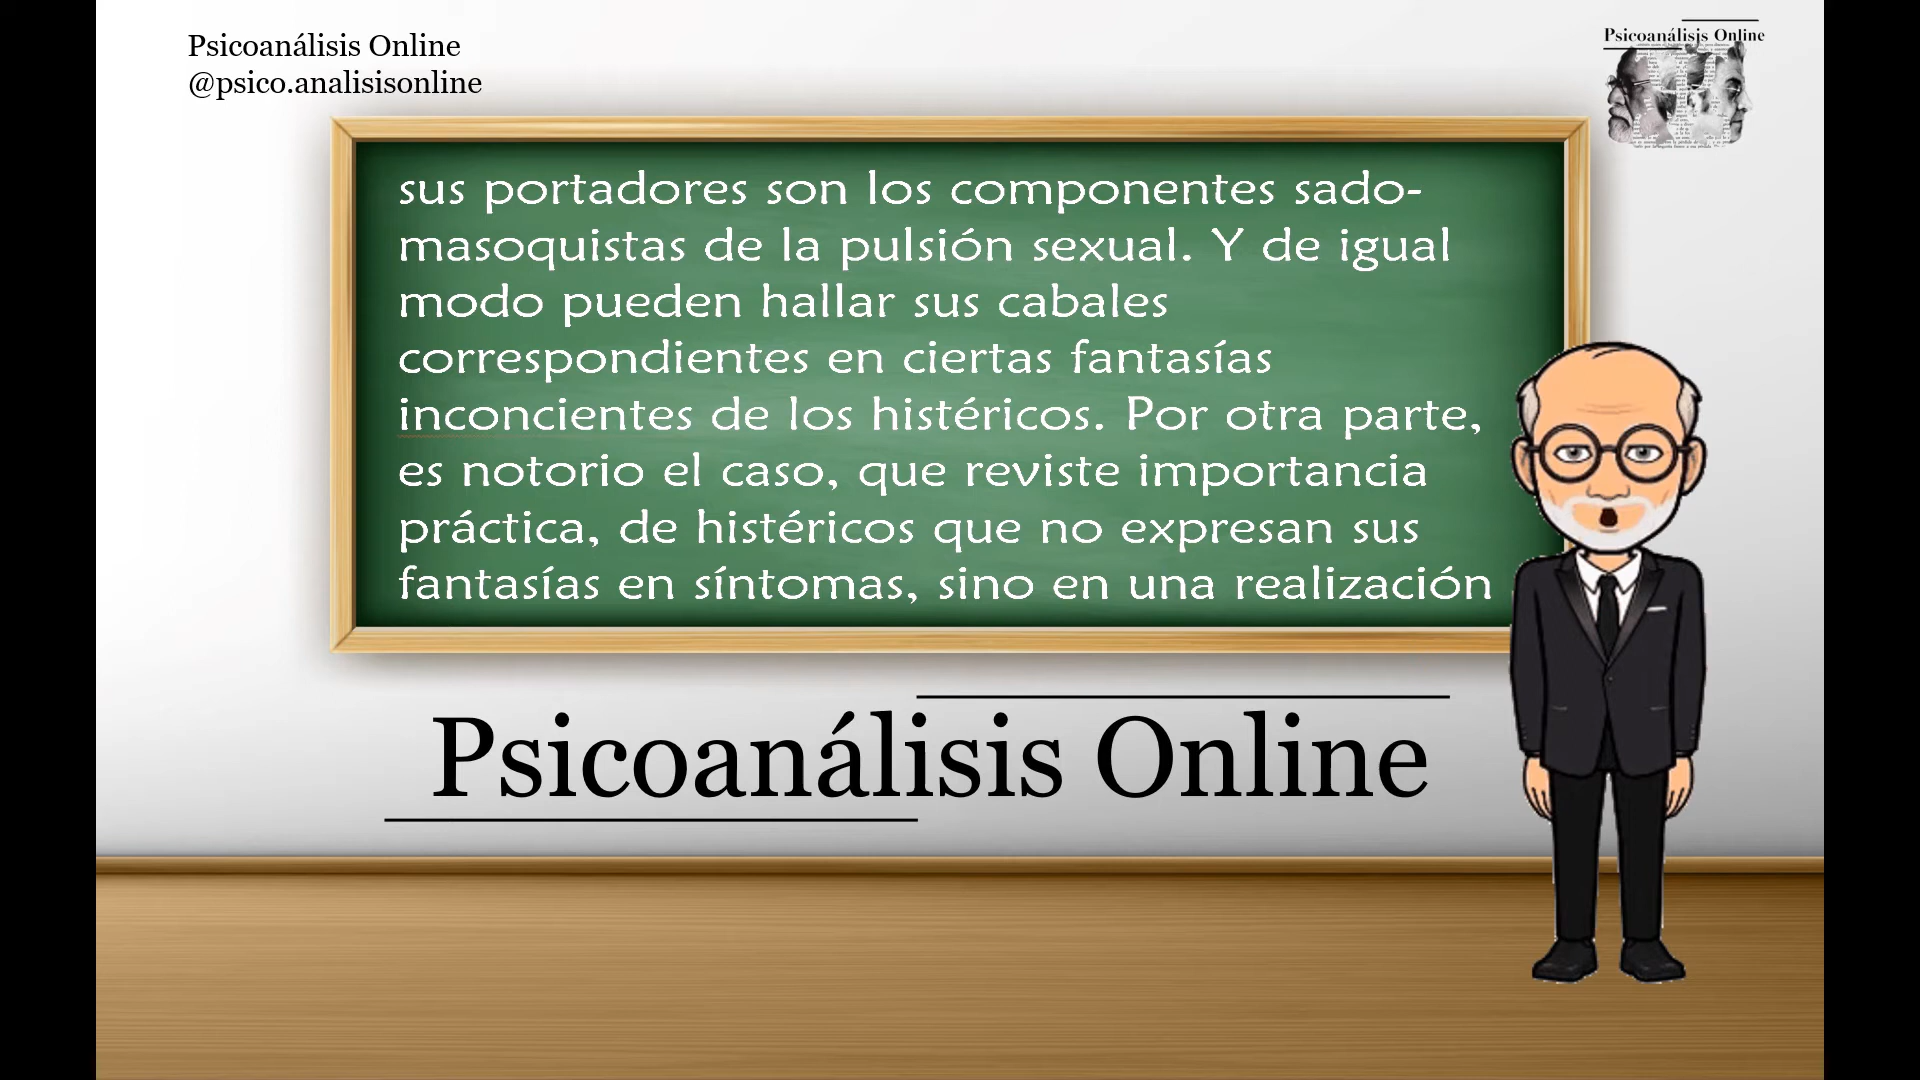 Psicoanálisis Online
@psico.analisisonline
Psicoanálisis Online
sus portadores son los componentes sado-
masoquistas de la pulsión sexual. Y de igual
modo pueden hallar sus cabales
correspondientes en ciertas fantasías
inconcientes de los histéricos. Por otra parte,
es notorio el caso, que reviste importancia
práctica, de histéricos que no expresan sus
fantasías en síntomas, sino en una realización
Psicoanálisis Online